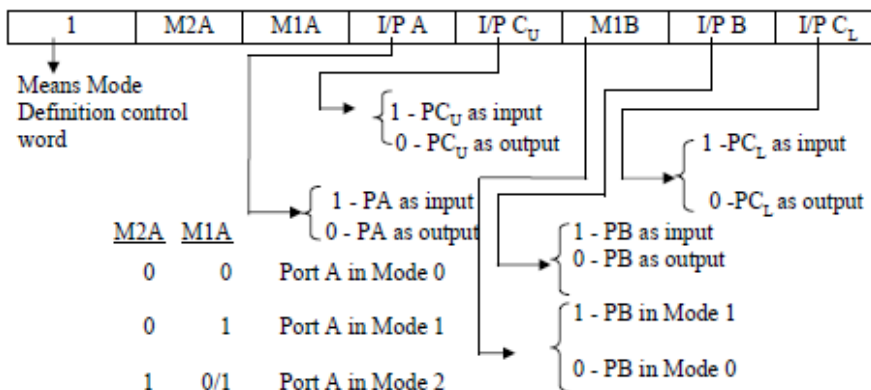 1 M2A M1A I/P A I/P C_U M1B I/P B I/P C_L
Means Mode
Definition control
word
1 - PC_U as input
0 - PC_U as output
1 -PC_L as input
0 -PC_L as output
1 - PA as input
0 - PA as output
1 - PB as input
0 - PB as output
1 - PB in Mode 1
0 - PB in Mode 0
M2A M1A
0 0 Port A in Mode 0
0 1 Port A in Mode 1
1 0/1 Port A in Mode 2